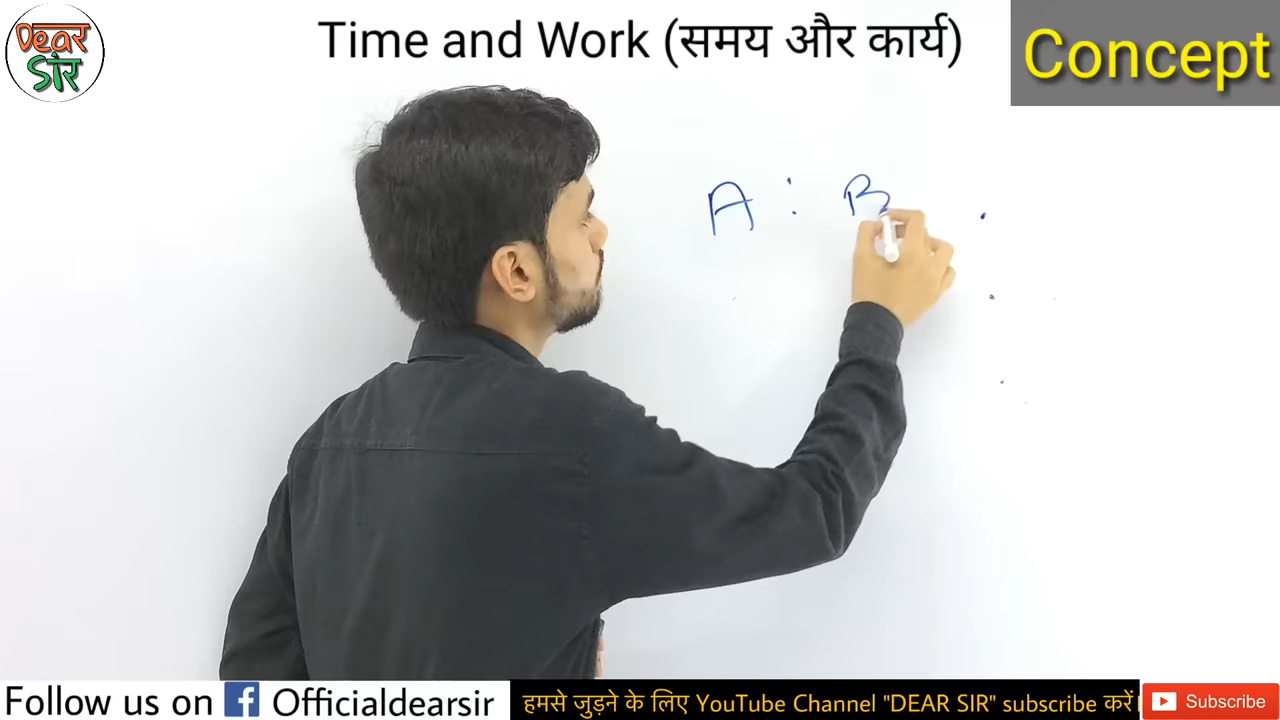 Dear
सर
Time and Work (समय और कार्य)
Concept
A : B
Follow us on f Officialdearsir
हमसे जुड़ने के लिए YouTube Channel "DEAR SIR" subscribe करें।
Subscribe